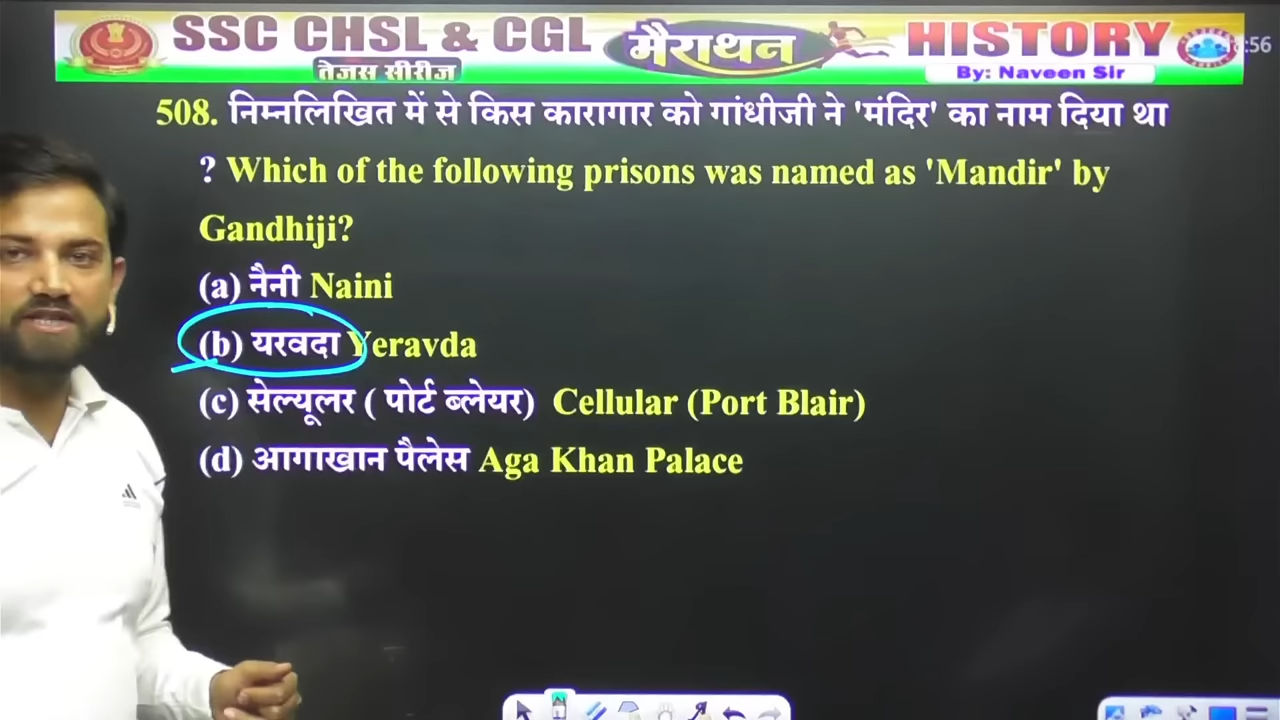 SSC CHSL & CGL मैराथन HISTORY
तेजस सीरीज By: Naveen Sir
508. निम्नलिखित में से किस कारागार को गांधीजी ने 'मंदिर' का नाम दिया था
? Which of the following prisons was named as 'Mandir' by
Gandhiji?
(a) नैनी Naini
(b) यरवदा Yeravda
(c) सेल्यूलर ( पोर्ट ब्लेयर) Cellular (Port Blair)
(d) आगाखान पैलेस Aga Khan Palace